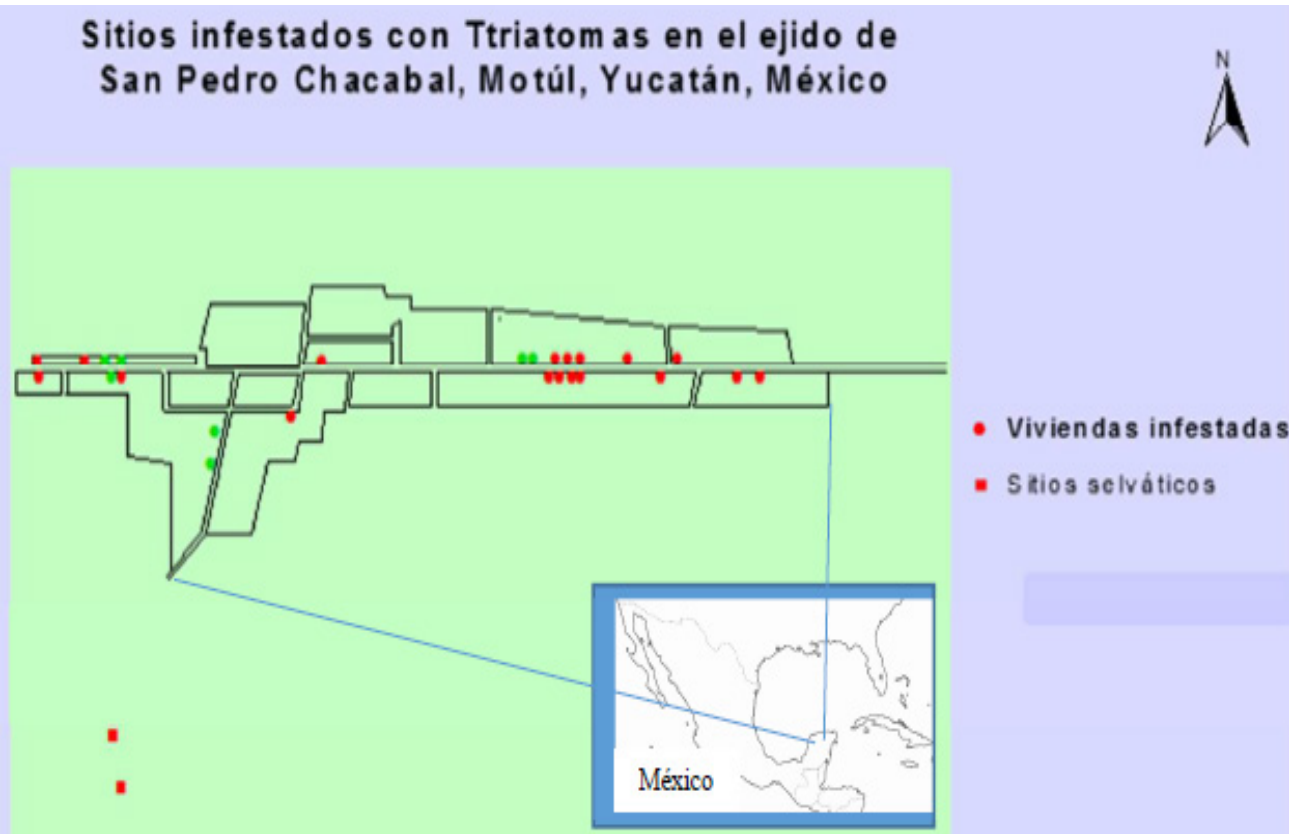 Sitios infestados con Ttriatomas en el ejido de
San Pedro Chacabal, Motúl, Yucatán, México
N
Viviendas infestadas
Sitios selváticos
México